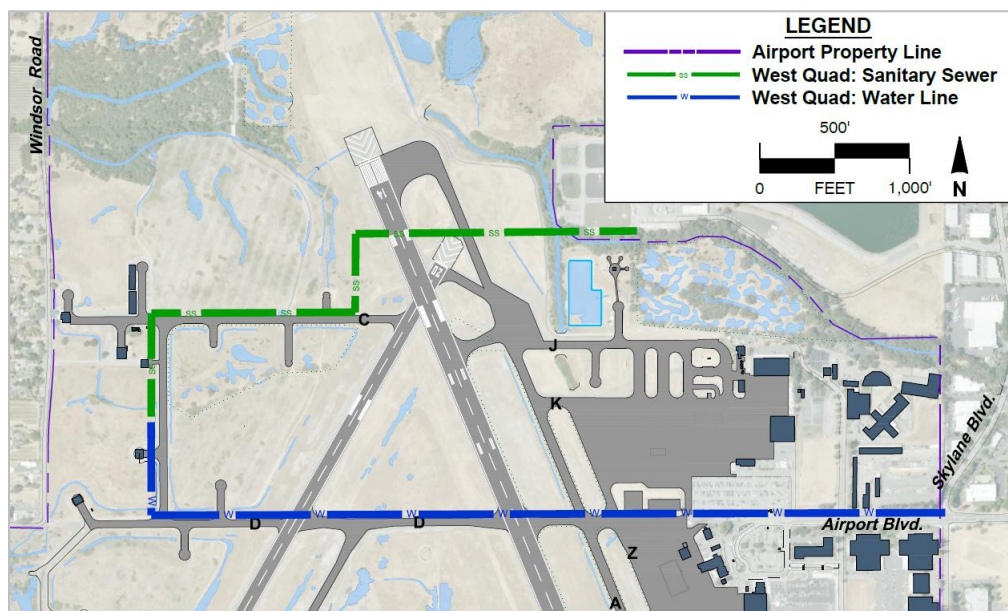 LEGEND
Airport Property Line
SS
West Quad: Sanitary Sewer
W
West Quad: Water Line
500'
0 FEET 1,000'
N
Windsor Road
SS SS SS
SS
SS SS
C
J
SS
K
W
W W W W W W W W
D D
Airport Blvd.
Skylane Blvd.
Z
A